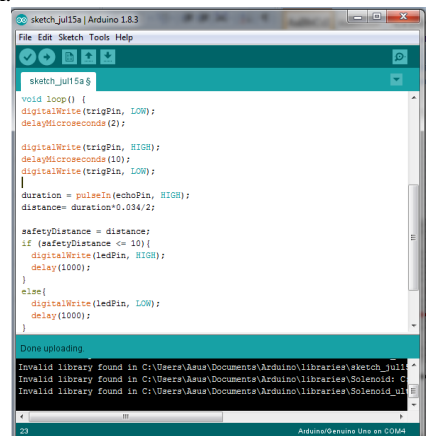 sketch_jul15a | Arduino 1.8.3
File Edit Sketch Tools Help
sketch_jul15a §
void loop() {
digitalWrite(trigPin, LOW);
delayMicroseconds(2);
digitalWrite(trigPin, HIGH);
delayMicroseconds(10);
digitalWrite(trigPin, LOW);
duration = pulseIn(echoPin, HIGH);
distance= duration*0.034/2;
safetyDistance = distance;
if (safetyDistance <= 10){
digitalWrite(ledPin, HIGH);
delay(1000);
}
else{
digitalWrite(ledPin, LOW);
delay(1000);
}
Done uploading.
Invalid library found in C:\Users\Asus\Documents\Arduino\libraries\sketch_jul15
Invalid library found in C:\Users\Asus\Documents\Arduino\libraries\Solenoid: C:
Invalid library found in C:\Users\Asus\Documents\Arduino\libraries\Solenoid_ul
23
Arduino/Genuino Uno on COM4